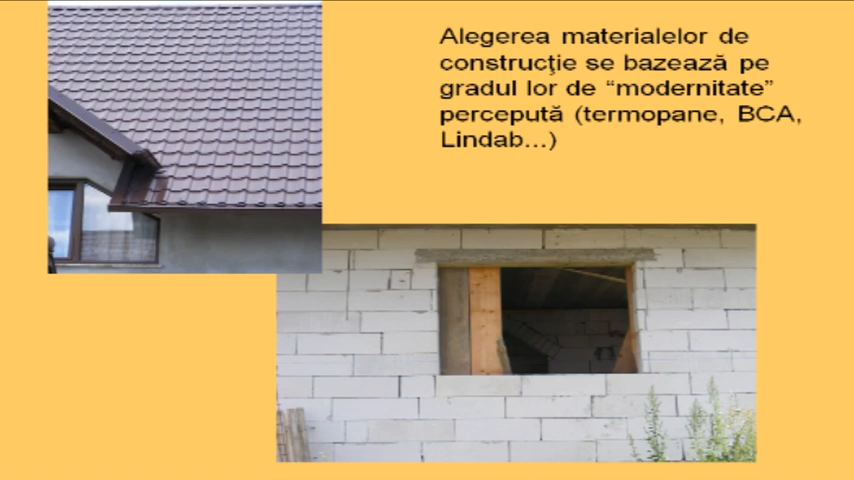 Alegerea materialelor de
construcţie se bazează pe
gradul lor de “modernitate”
percepută (termopane, BCA,
Lindab...)